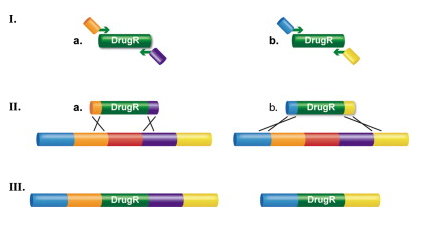 I.
a. DrugR
b. DrugR
II.
a. DrugR
b. DrugR
III.
DrugR
DrugR